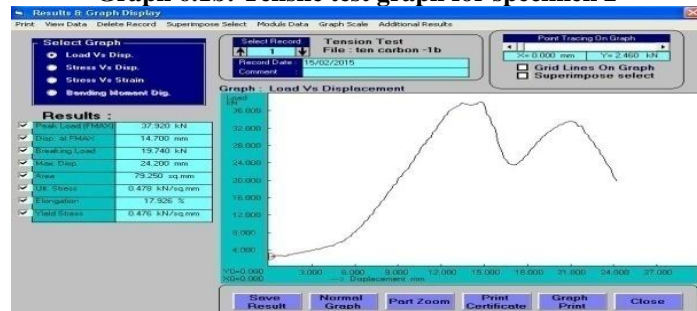 Graph 6.1b: Tensile test graph for specimen 2
Results & Graph Display
Print View Data Delete Record Superimpose Select Moduls Data Graph Scale Additional Results
Select Graph
Load Vs Disp.
Stress Vs Disp.
Stress Vs Strain
Bending Moment Dig.
Select Record
1
Tension Test
File : ten carbon -1b
Record Date : 15/02/2015
Comment :
Point Tracing On Graph
X= 0.000 mm Y= 2.460 kN
Grid Lines On Graph
Superimpose select
Results :
Peak Load (FMAX) 37.920 kN
Disp. at FMAX 14.700 mm
Breaking Load 19.740 kN
Max. Disp. 24.200 mm
Area 79.250 sq.mm
Ult. Stress 0.478 kN/sq.mm
Elongation 17.926 %
Yield Stress 0.476 kN/sq.mm
Graph : Load Vs Displacement
Load
kN
36.000
32.000
28.000
24.000
20.000
16.000
12.000
8.000
4.000
Y0=0.000
X0=0.000
3.000 6.000 9.000 12.000 15.000 18.000 21.000 24.000 27.000
---> Displacement mm
Save Result
Normal Graph
Part Zoom
Print Certificate
Graph Print
Close